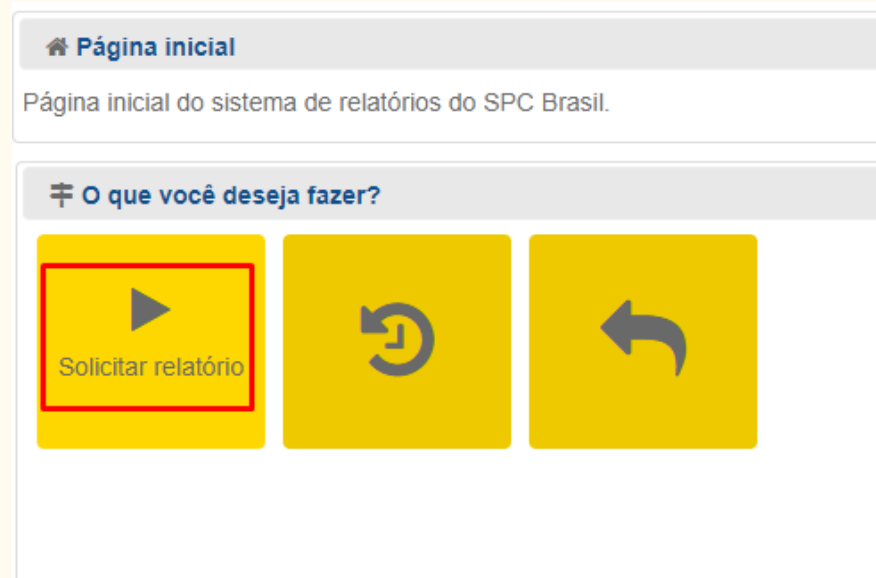 Página inicial
Página inicial do sistema de relatórios do SPC Brasil.
O que você deseja fazer?
Solicitar relatório